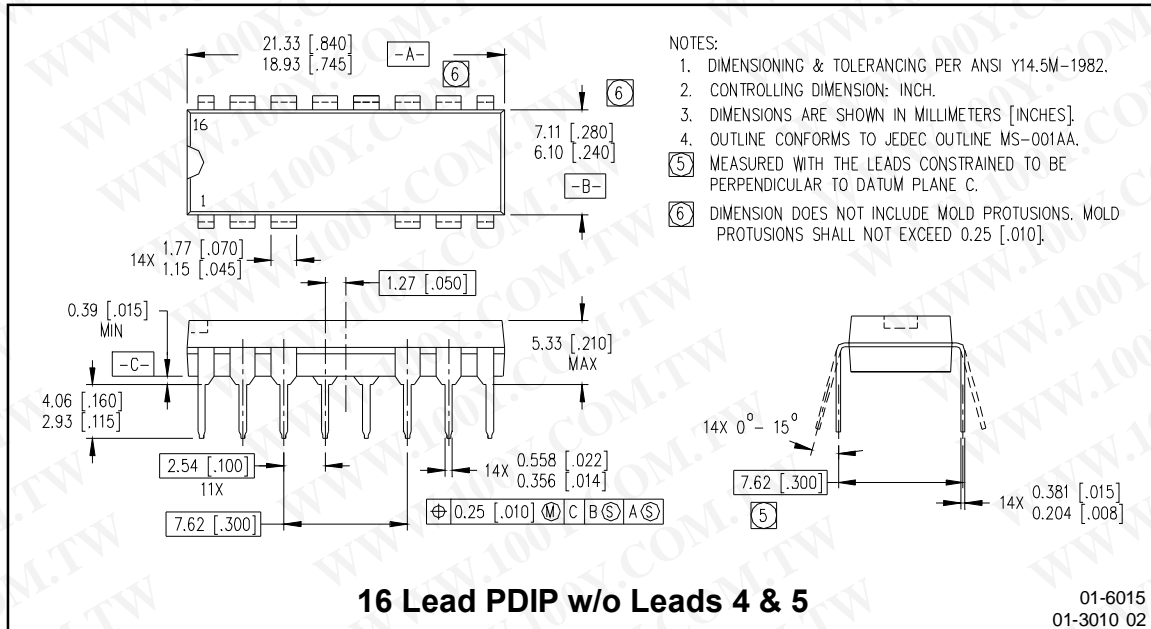 21.33 [.840]
18.93 [.745]
-A-
6
6
16
1
7.11 [.280]
6.10 [.240]
-B-
NOTES:
1. DIMENSIONING & TOLERANCING PER ANSI Y14.5M-1982.
2. CONTROLLING DIMENSION: INCH.
3. DIMENSIONS ARE SHOWN IN MILLIMETERS [INCHES].
4. OUTLINE CONFORMS TO JEDEC OUTLINE MS-001AA.
5 MEASURED WITH THE LEADS CONSTRAINED TO BE
PERPENDICULAR TO DATUM PLANE C.
6 DIMENSION DOES NOT INCLUDE MOLD PROTUSIONS. MOLD
PROTUSIONS SHALL NOT EXCEED 0.25 [.010].
14X 1.77 [.070]
1.15 [.045]
1.27 [.050]
0.39 [.015]
MIN
-C-
5.33 [.210]
MAX
4.06 [.160]
2.93 [.115]
2.54 [.100]
11X
14X 0.558 [.022]
0.356 [.014]
7.62 [.300]
⌖ 0.25 [.010] Ⓜ C B Ⓢ A Ⓢ
14X 0° - 15°
7.62 [.300]
5
14X 0.381 [.015]
0.204 [.008]
16 Lead PDIP w/o Leads 4 & 5
01-6015
01-3010 02
WWW.100Y.COM.TW